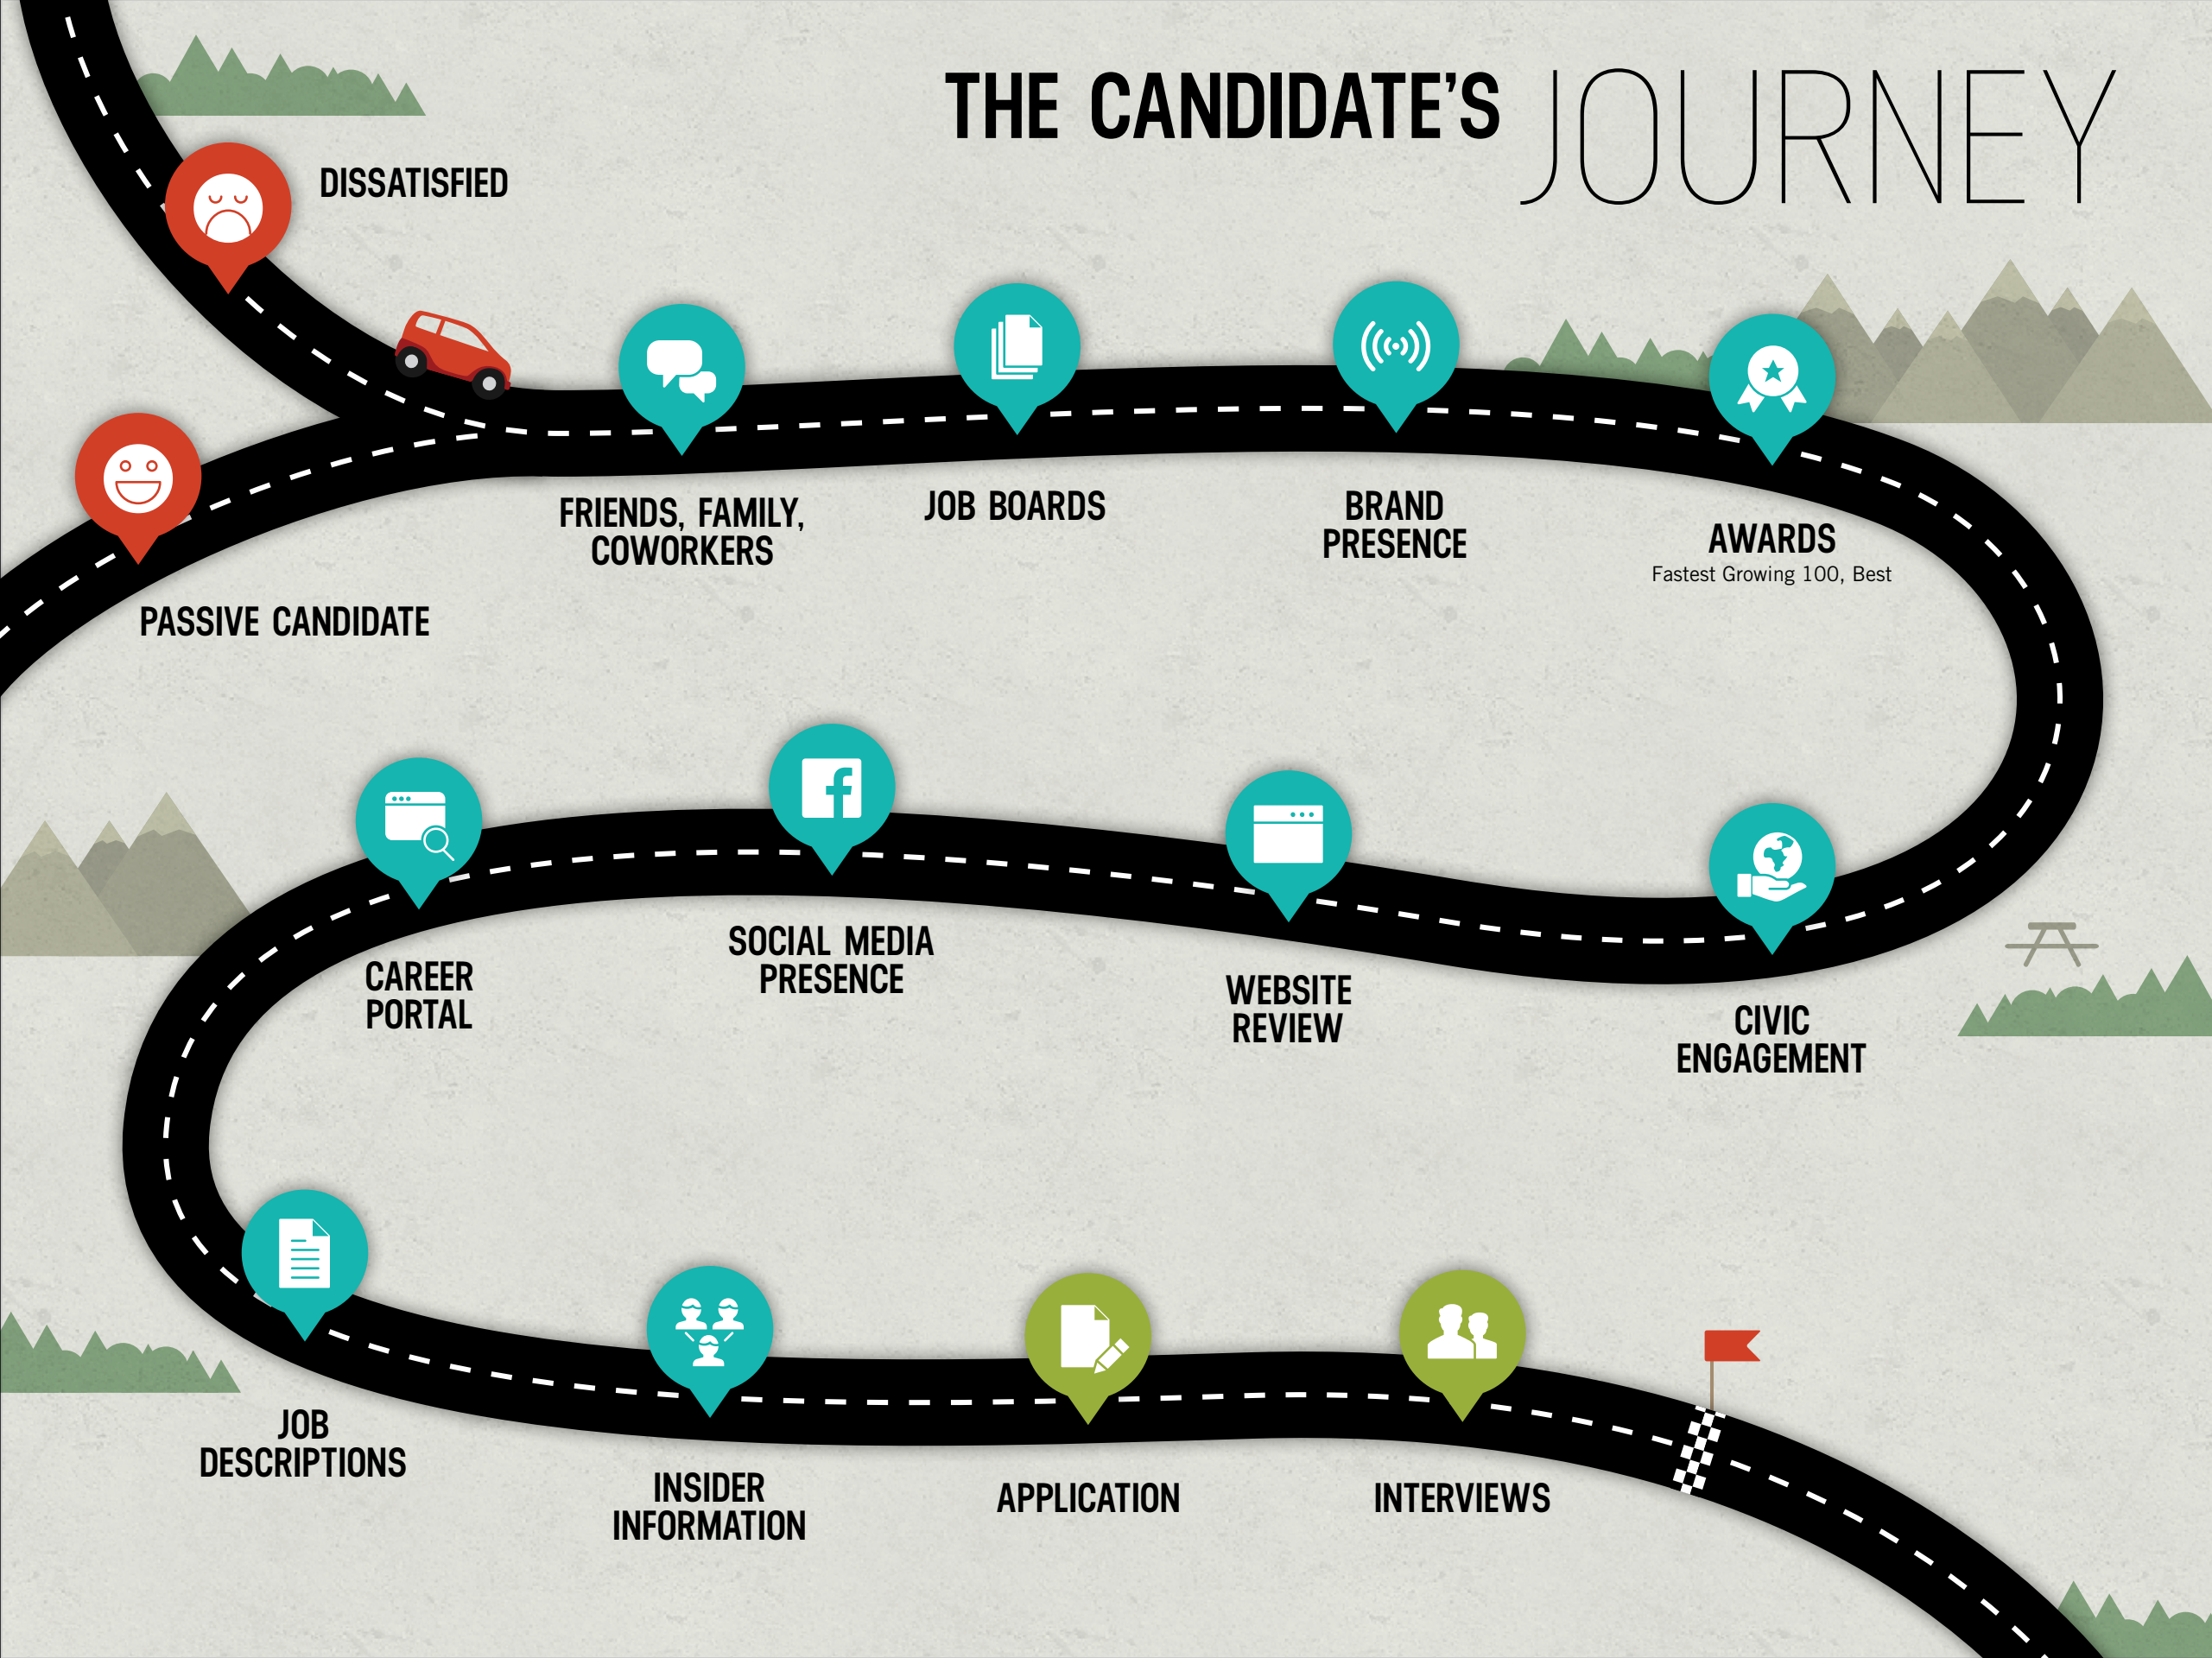 THE CANDIDATE'S JOURNEY
DISSATISFIED
PASSIVE CANDIDATE
FRIENDS, FAMILY,
COWORKERS
JOB BOARDS
BRAND
PRESENCE
AWARDS
Fastest Growing 100, Best
CIVIC
ENGAGEMENT
WEBSITE
REVIEW
SOCIAL MEDIA
PRESENCE
CAREER
PORTAL
JOB
DESCRIPTIONS
INSIDER
INFORMATION
APPLICATION
INTERVIEWS